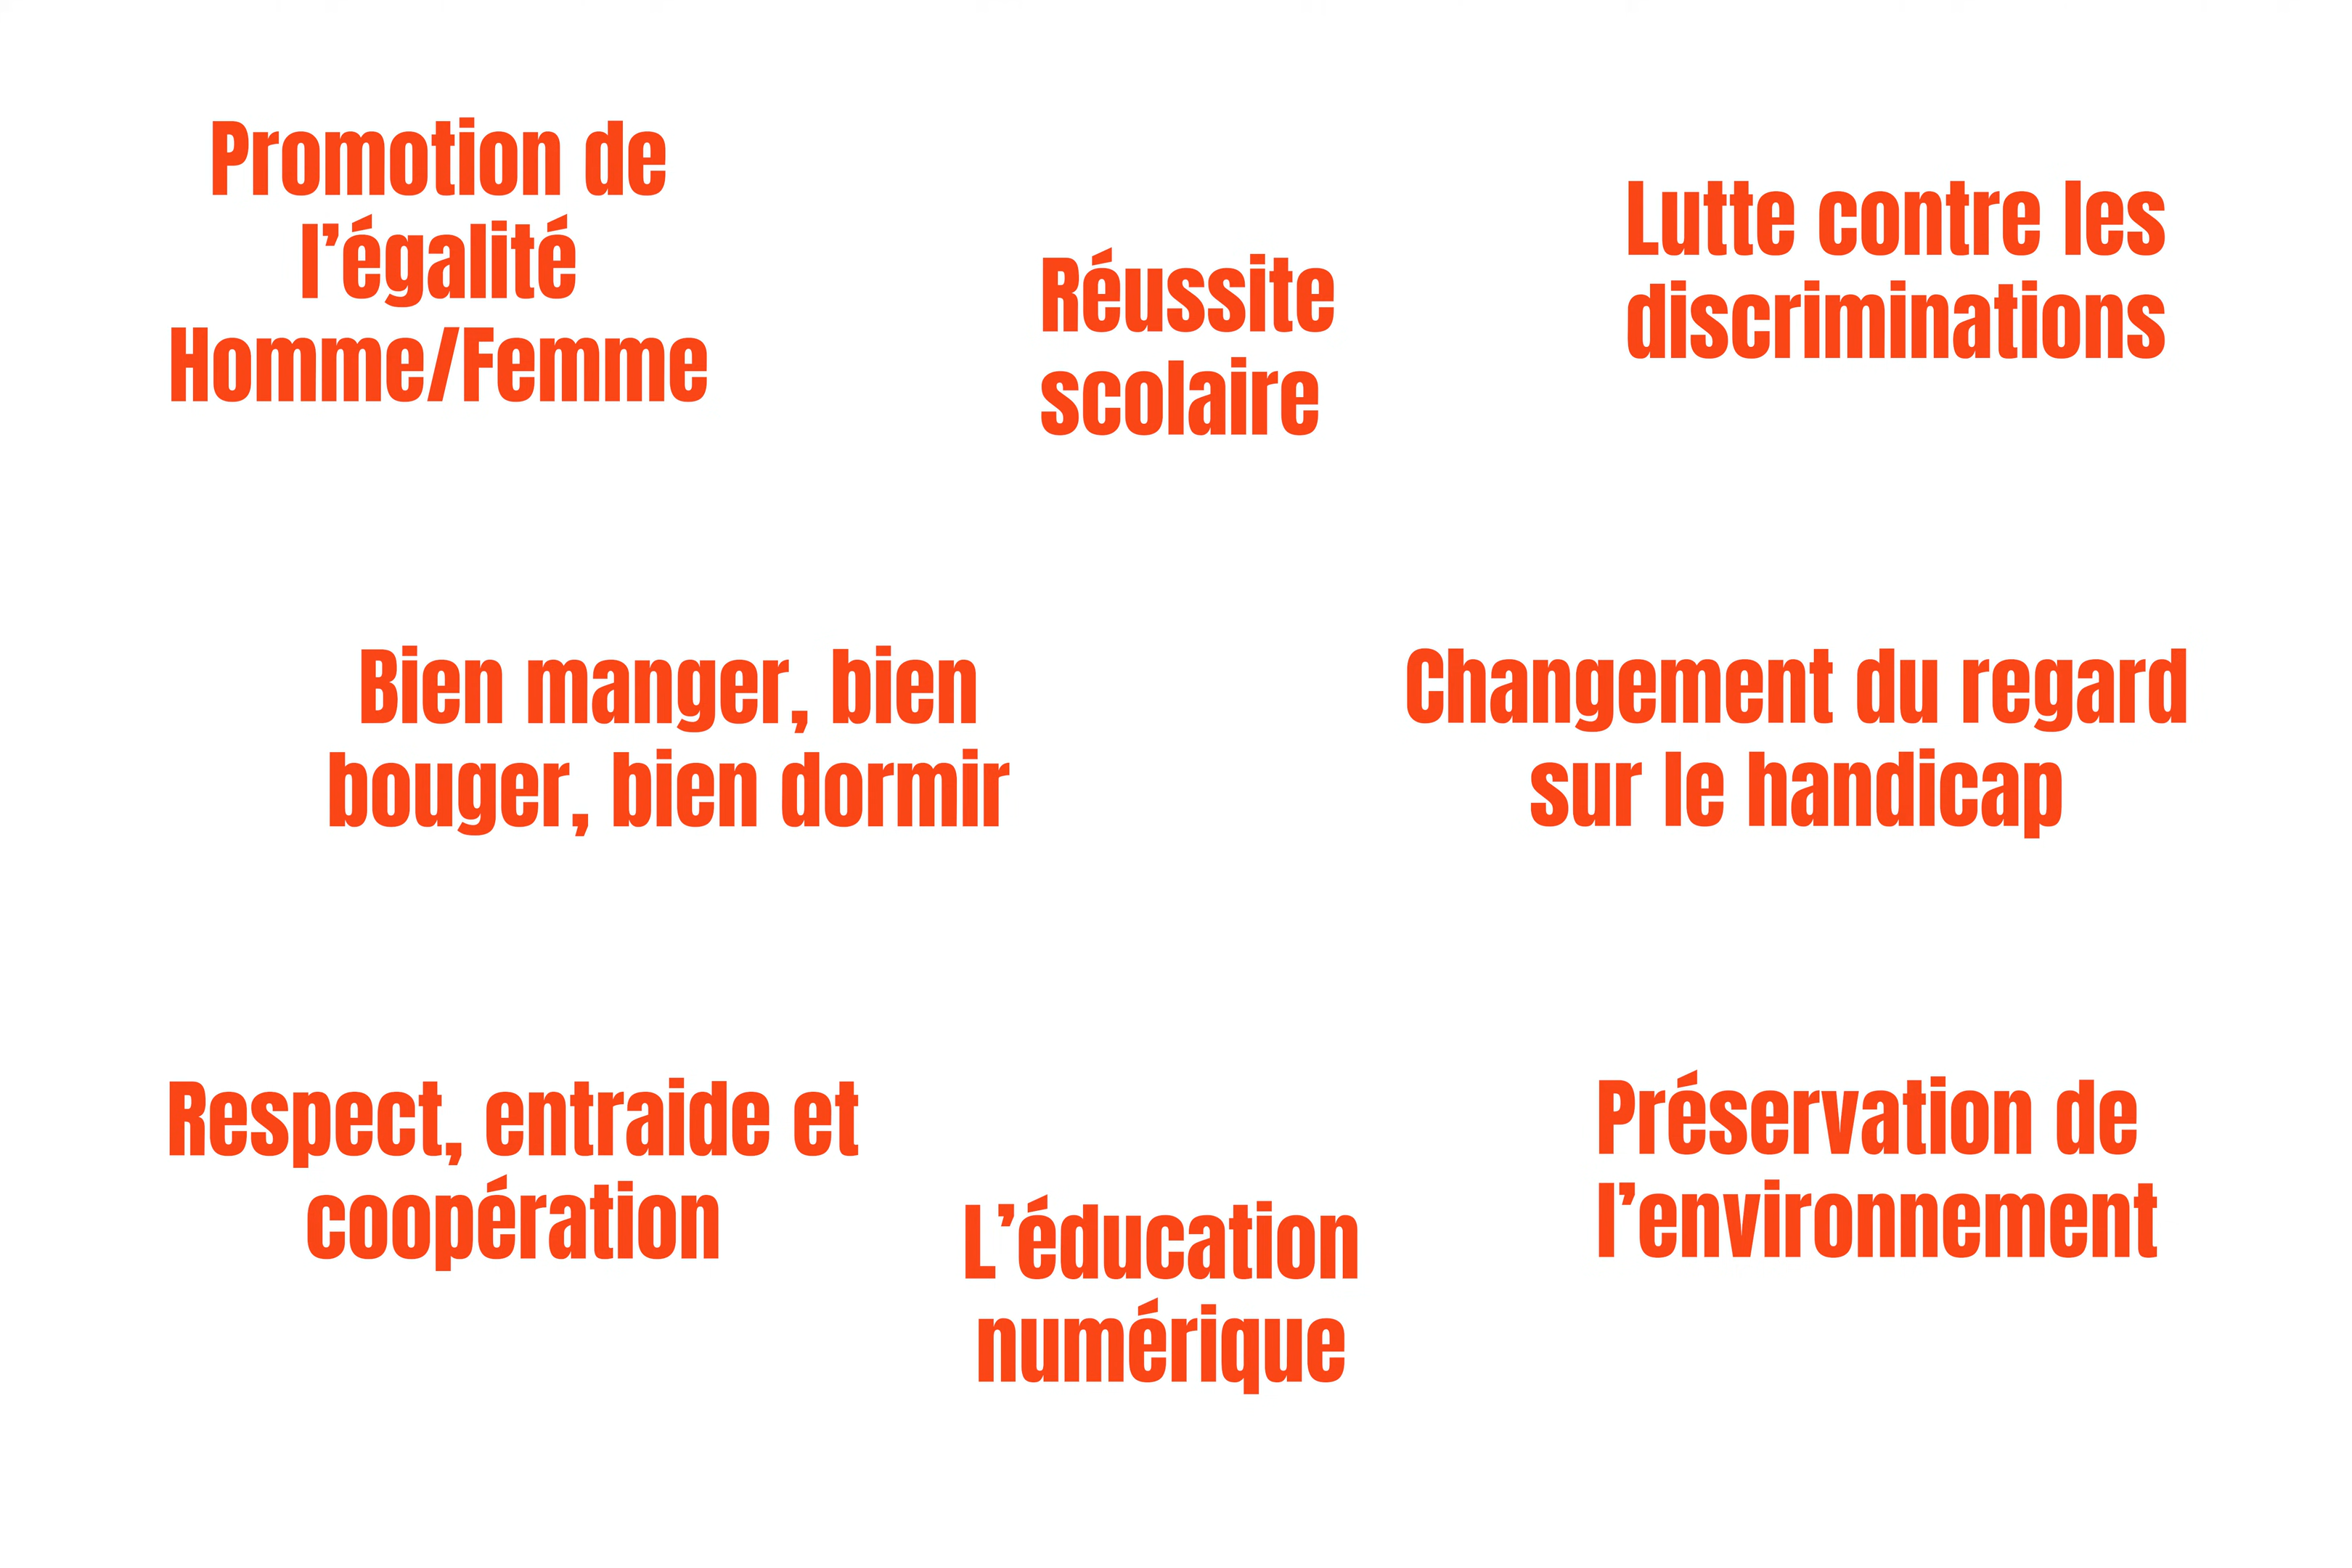 Promotion de
l’égalité
Homme/Femme
Réussite
scolaire
Lutte contre les
discriminations
Bien manger, bien
bouger, bien dormir
Changement du regard
sur le handicap
Respect, entraide et
coopération
L’éducation
numérique
Préservation de
l’environnement